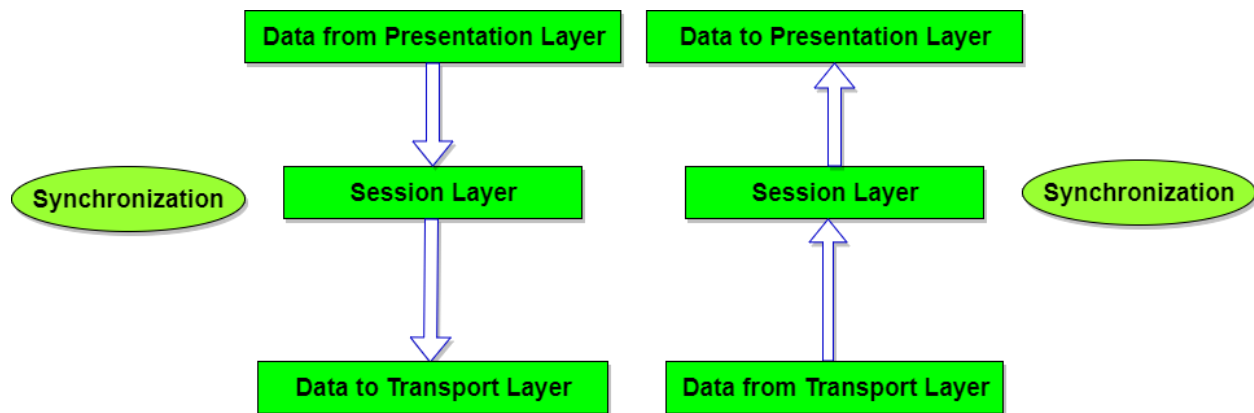 Data from Presentation Layer
Data to Presentation Layer
Synchronization
Session Layer
Session Layer
Synchronization
Data to Transport Layer
Data from Transport Layer